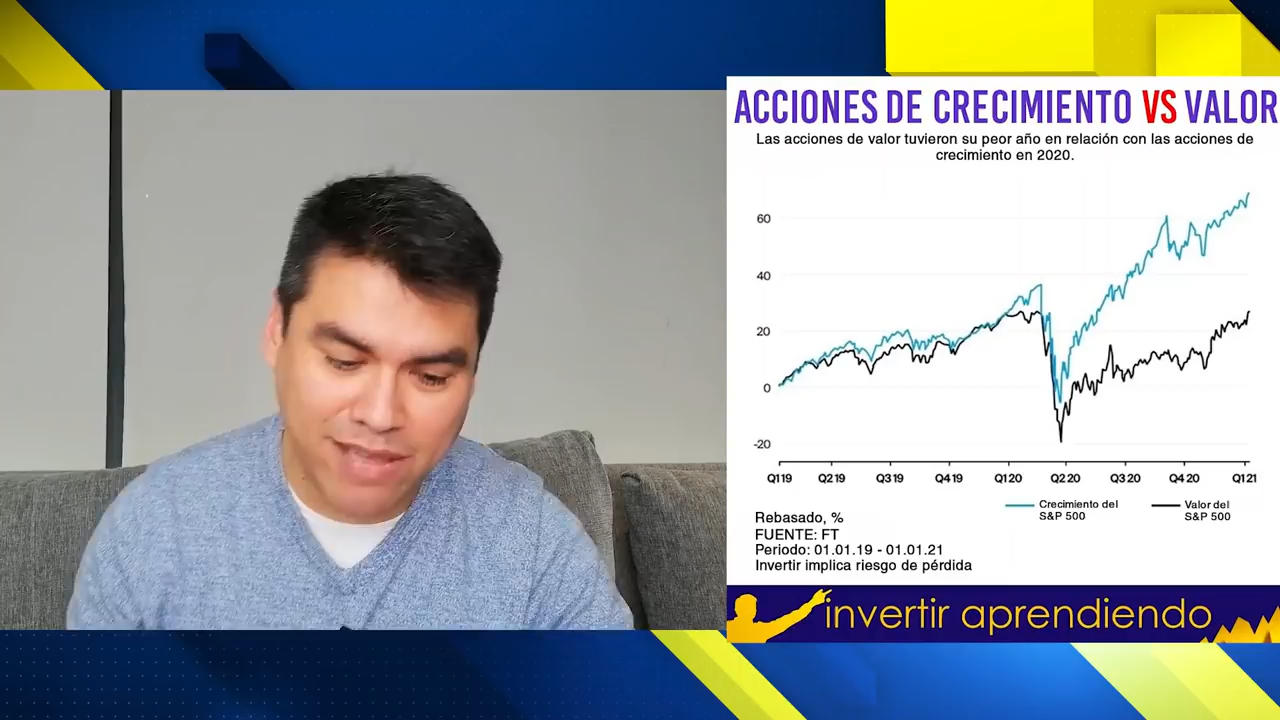 ACCIONES DE CRECIMIENTO VS VALOR
Las acciones de valor tuvieron su peor año en relación con las acciones de
crecimiento en 2020.
60
40
20
0
-20
Q119 Q219 Q319 Q419 Q120 Q220 Q320 Q420 Q121
Crecimiento del
S&P 500
Valor del
S&P 500
Rebasado, %
FUENTE: FT
Periodo: 01.01.19 - 01.01.21
Invertir implica riesgo de pérdida
invertir aprendiendo